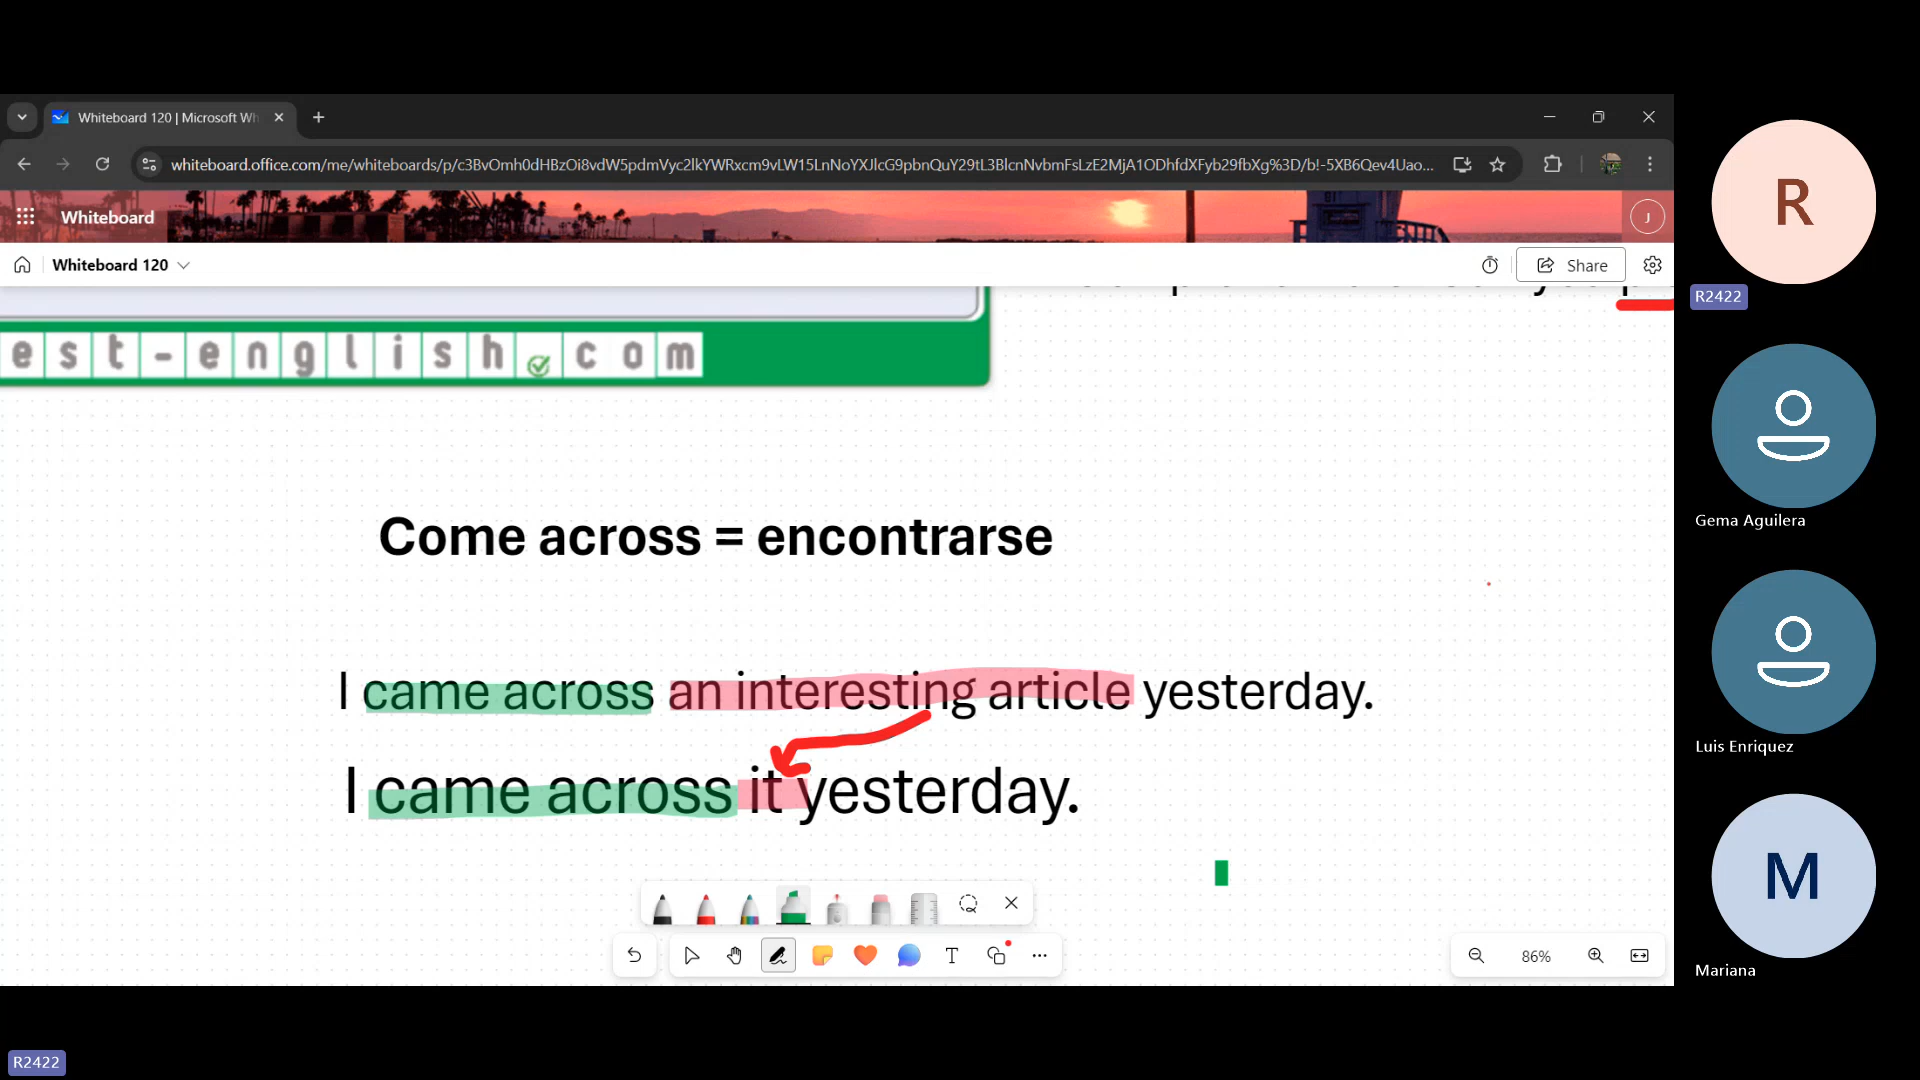 Whiteboard 120 | Microsoft Wh
whiteboard.office.com/me/whiteboards/p/c3BvOmh0dHBzOi8vdW5pdmVyc2lkYWRxcm9vLW15LnNoYXJlcG9pbnQuY29tL3BlcnNvbmFsLzE2MjA1ODhfdXFyb29fbXg%3D/b!-5XB6Qev4Uao...
Whiteboard
J
Whiteboard 120
Share
est-english.com
Come across = encontrarse
I came across an interesting article yesterday.
I came across it yesterday.
T
86%
R
R2422
Gema Aguilera
Luis Enriquez
M
Mariana
R2422